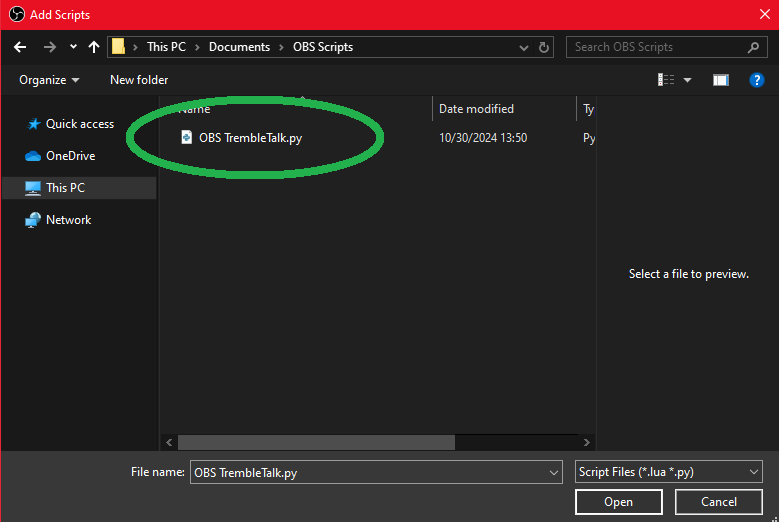 Add Scripts
This PC > Documents > OBS Scripts
Search OBS Scripts
Organize
New folder
Quick access
OneDrive
This PC
Network
Name
Date modified
Ty
OBS TrembleTalk.py
10/30/2024 13:50
Py
Select a file to preview.
File name:
OBS TrembleTalk.py
Script Files (*.lua *.py)
Open
Cancel